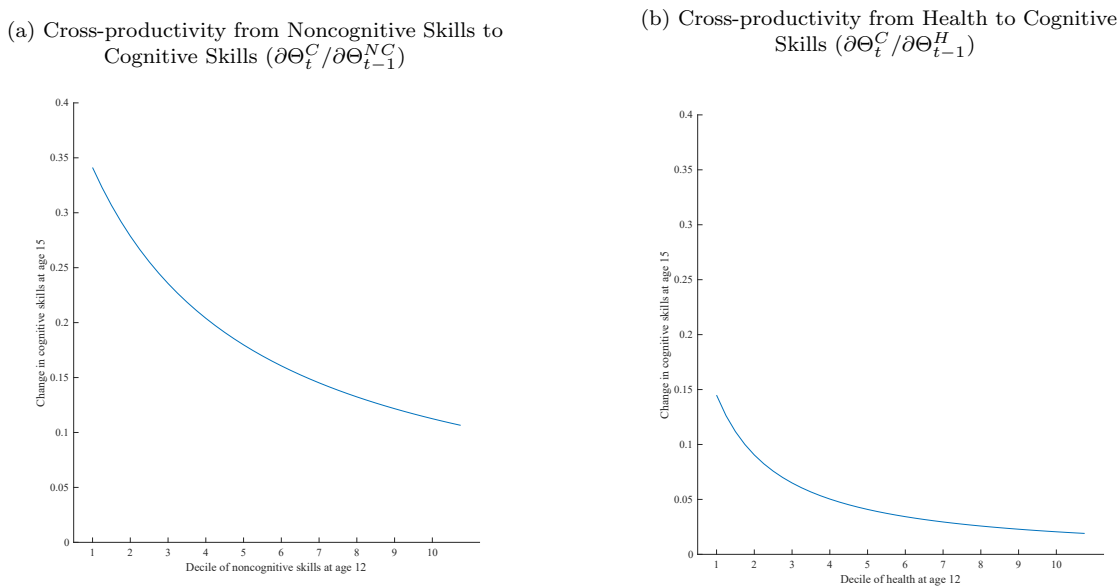 (a) Cross-productivity from Noncognitive Skills to
Cognitive Skills (∂Θ_t^C/∂Θ_{t−1}^{NC})
0.4
0.35
0.3
0.25
0.2
0.15
0.1
0.05
0
Change in cognitive skills at age 15
1 2 3 4 5 6 7 8 9 10
Decile of noncognitive skills at age 12
(b) Cross-productivity from Health to Cognitive
Skills (∂Θ_t^C/∂Θ_{t−1}^H)
0.4
0.35
0.3
0.25
0.2
0.15
0.1
0.05
0
Change in cognitive skills at age 15
1 2 3 4 5 6 7 8 9 10
Decile of health at age 12